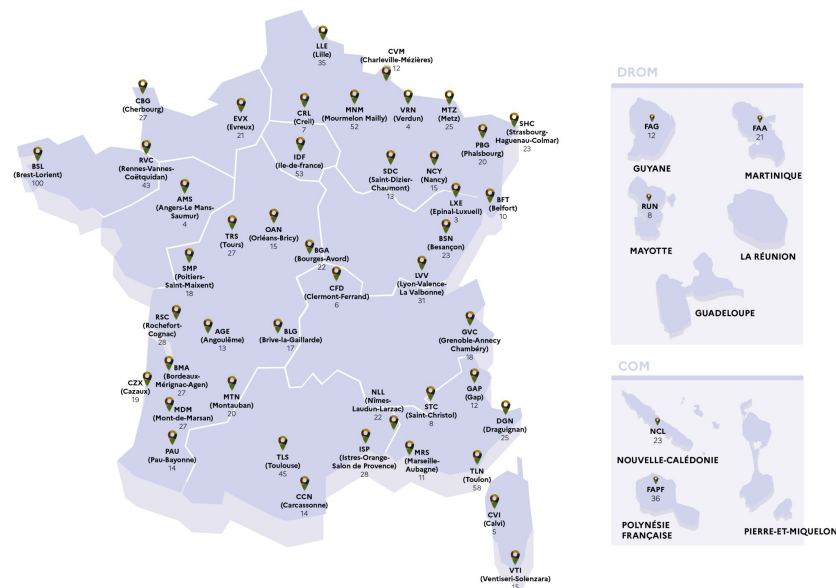 LLE
(Lille)
35
CVM
(Charleville-Mézières)
12
CBG
(Cherbourg)
27
EVX
(Evreux)
21
CRL
(Creil)
7
MNM
(Mourmelon Mailly)
52
VRN
(Verdun)
4
MTZ
(Metz)
25
PBG
(Phalsbourg)
20
SHC
(Strasbourg-
Haguenau-Colmar)
23
BSL
(Brest-Lorient)
100
RVC
(Rennes-Vannes-
Coëtquidan)
43
IDF
(Ile-de-france)
53
SDC
(Saint-Dizier-
Chaumont)
13
NCY
(Nancy)
15
AMS
(Angers-Le Mans-
Saumur)
4
LXE
(Epinal-Luxueil)
3
BFT
(Belfort)
10
TRS
(Tours)
27
OAN
(Orléans-Bricy)
15
BGA
(Bourges-Avord)
22
BSN
(Besançon)
23
SMP
(Poitiers-
Saint-Maixent)
18
CFD
(Clermont-Ferrand)
6
LVV
(Lyon-Valence-
La Valbonne)
31
RSC
(Rochefort-
Cognac)
28
AGE
(Angoulême)
13
BLG
(Brive-la-Gaillarde)
17
GVC
(Grenoble-Annecy
Chambéry)
18
BMA
(Bordeaux-
Mérignac-Agen)
27
CZX
(Cazaux)
19
MTN
(Montauban)
20
NLL
(Nîmes-
Laudun-Larzac)
22
STC
(Saint-Christol)
8
GAP
(Gap)
12
MDM
(Mont-de-Marsan)
27
DGN
(Draguignan)
25
PAU
(Pau-Bayonne)
14
TLS
(Toulouse)
45
ISP
(Istres-Orange-
Salon de Provence)
28
MRS
(Marseille-
Aubagne)
11
TLN
(Toulon)
58
CCN
(Carcassonne)
14
CVI
(Calvi)
5
VTI
(Ventiseri-Solenzara)
15
DROM
FAG
12
GUYANE
FAA
21
MARTINIQUE
RUN
8
MAYOTTE
LA RÉUNION
GUADELOUPE
COM
NCL
23
NOUVELLE-CALÉDONIE
FAPF
36
POLYNÉSIE
FRANÇAISE
PIERRE-ET-MIQUELON